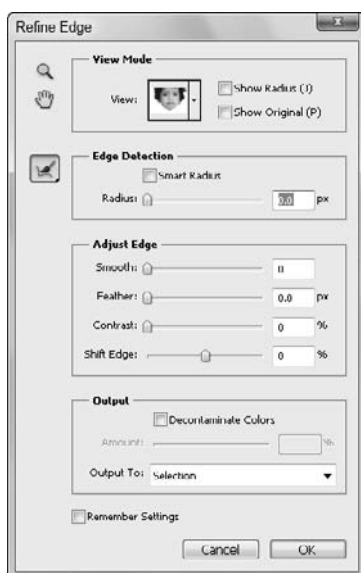 Refine Edge
View Mode
View:
Show Radius (J)
Show Original (P)
Edge Detection
Smart Radius
Radius: 0.0 px
Adjust Edge
Smooth: 0
Feather: 0.0 px
Contrast: 0 %
Shift Edge: 0 %
Output
Decontaminate Colors
Amount: %
Output To: Selection
Remember Settings
Cancel OK